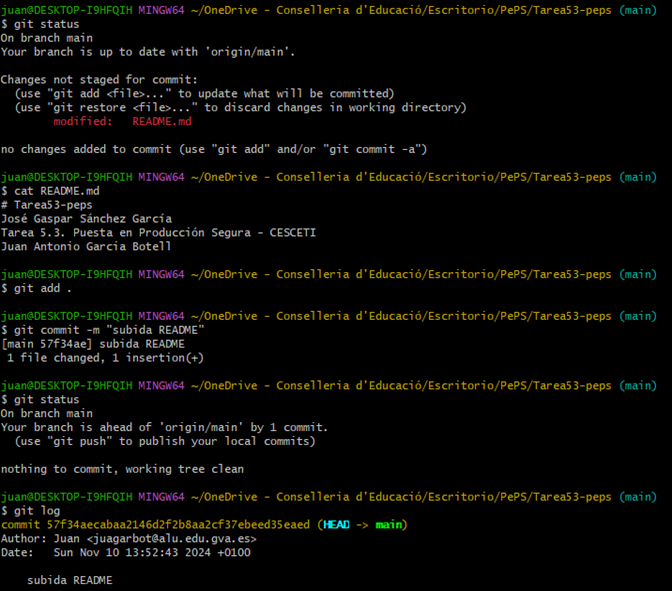 juan@DESKTOP-I9HFQIH MINGW64 ~/OneDrive - Conselleria d'Educació/Escritorio/PePS/Tarea53-peps (main)
$ git status
On branch main
Your branch is up to date with 'origin/main'.
Changes not staged for commit:
  (use "git add <file>..." to update what will be committed)
  (use "git restore <file>..." to discard changes in working directory)
        modified:   README.md
no changes added to commit (use "git add" and/or "git commit -a")
juan@DESKTOP-I9HFQIH MINGW64 ~/OneDrive - Conselleria d'Educació/Escritorio/PePS/Tarea53-peps (main)
$ cat README.md
# Tarea53-peps
José Gaspar Sánchez García
Tarea 5.3. Puesta en Producción Segura - CESCETI
Juan Antonio Garcia Botell
juan@DESKTOP-I9HFQIH MINGW64 ~/OneDrive - Conselleria d'Educació/Escritorio/PePS/Tarea53-peps (main)
$ git add .
juan@DESKTOP-I9HFQIH MINGW64 ~/OneDrive - Conselleria d'Educació/Escritorio/PePS/Tarea53-peps (main)
$ git commit -m "subida README"
[main 57f34ae] subida README
 1 file changed, 1 insertion(+)
juan@DESKTOP-I9HFQIH MINGW64 ~/OneDrive - Conselleria d'Educació/Escritorio/PePS/Tarea53-peps (main)
$ git status
On branch main
Your branch is ahead of 'origin/main' by 1 commit.
  (use "git push" to publish your local commits)
nothing to commit, working tree clean
juan@DESKTOP-I9HFQIH MINGW64 ~/OneDrive - Conselleria d'Educació/Escritorio/PePS/Tarea53-peps (main)
$ git log
commit 57f34aecabaa2146d2f2b8aa2cf37ebeed35eaed (HEAD -> main)
Author: Juan <juagarbot@alu.edu.gva.es>
Date:   Sun Nov 10 13:52:43 2024 +0100
    subida README